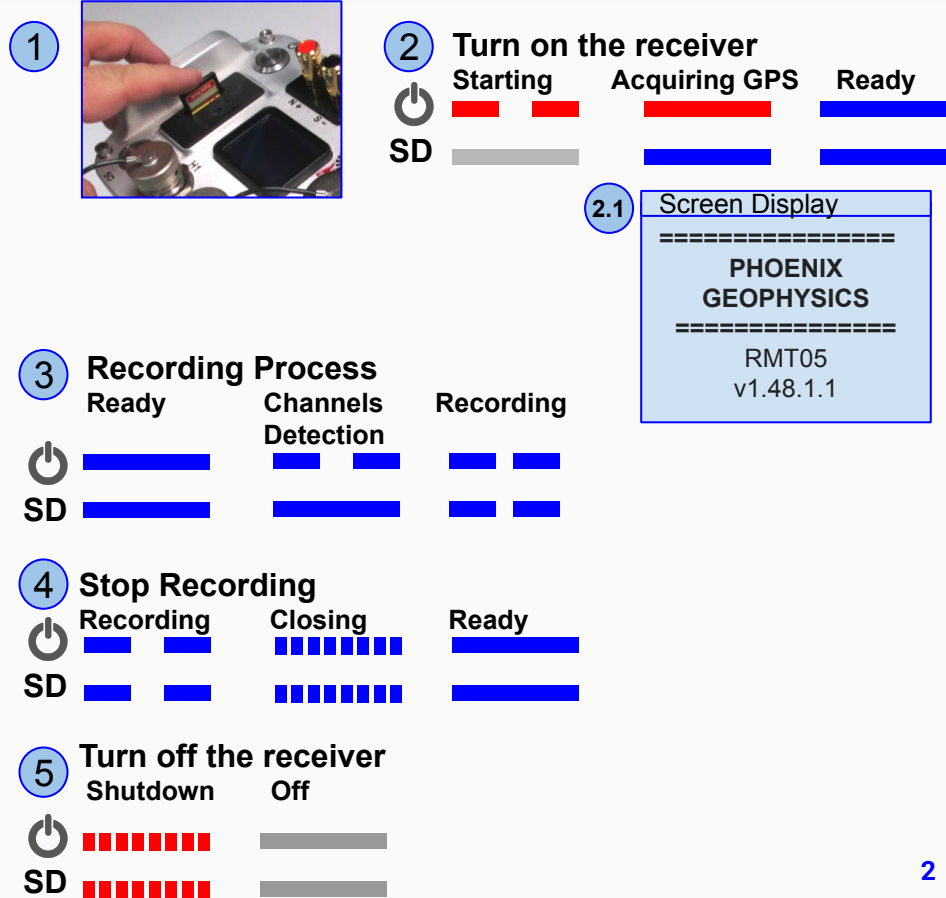 1
2 Turn on the receiver
Starting Acquiring GPS Ready
SD
2.1 Screen Display
================
PHOENIX
GEOPHYSICS
===============
RMT05
v1.48.1.1
3 Recording Process
Ready Channels Recording
Detection
SD
4 Stop Recording
Recording Closing Ready
SD
5 Turn off the receiver
Shutdown Off
SD
2